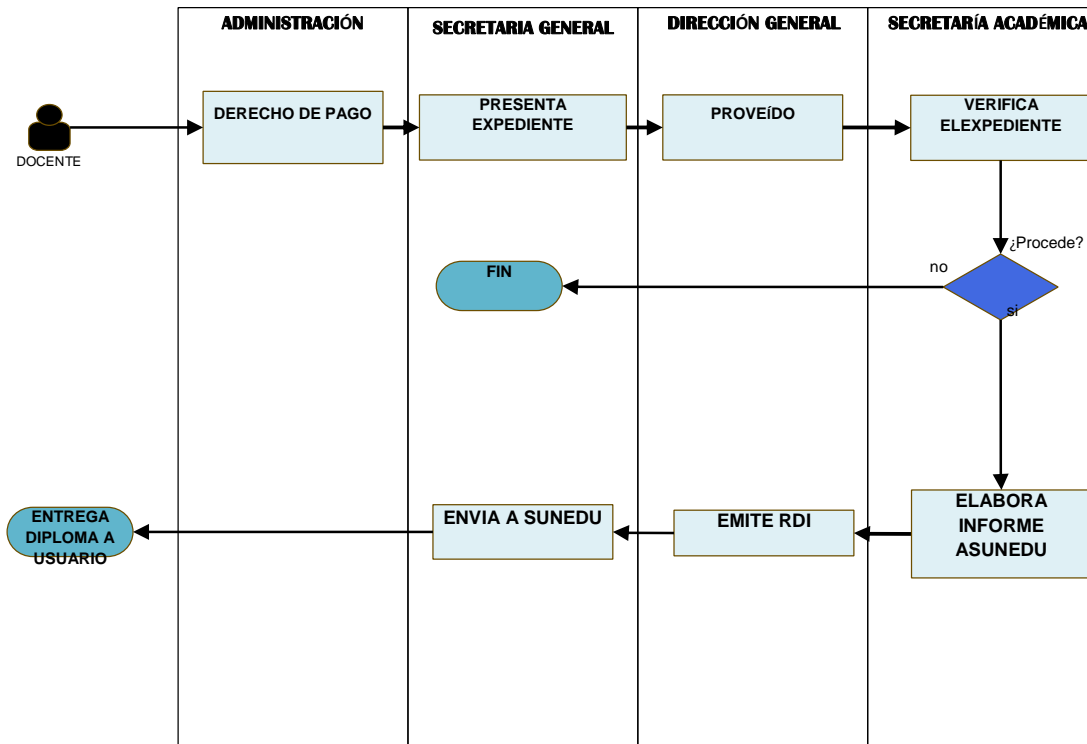 ADMINISTRACIÓN
SECRETARIA GENERAL
DIRECCIÓN GENERAL
SECRETARÍA ACADÉMICA
DOCENTE
DERECHO DE PAGO
PRESENTA
EXPEDIENTE
PROVEíDO
VERIFICA
ELEXPEDIENTE
¿Procede?
no
si
FIN
ELABORA
INFORME
ASUNEDU
EMITE RDI
ENVIA A SUNEDU
ENTREGA
DIPLOMA A
USUARIO